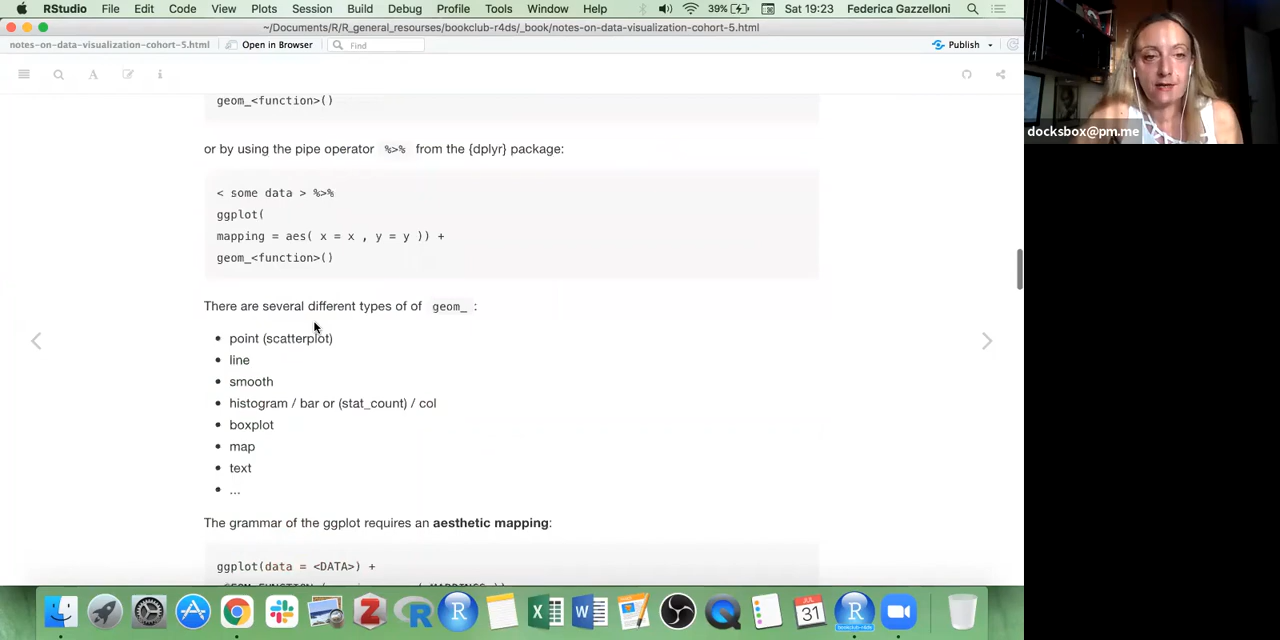 RStudio File Edit Code View Plots Session Build Debug Profile Tools Window Help 39% Sat 19:23 Federica Gazzelloni
~/Documents/R/R_general_resourses/bookclub-r4ds/_book/notes-on-data-visualization-cohort-5.html
notes-on-data-visualization-cohort-5.html Open in Browser Find Publish
A i
geom_<function>()
or by using the pipe operator %>% from the {dplyr} package:
< some data > %>%
ggplot(
mapping = aes( x = x , y = y )) +
geom_<function>()
There are several different types of of geom_ :
• point (scatterplot)
• line
• smooth
• histogram / bar or (stat_count) / col
• boxplot
• map
• text
• ...
The grammar of the ggplot requires an aesthetic mapping:
ggplot(data = <DATA>) +
docksbox@pm.me
JUL
31
bookclub-r4ds